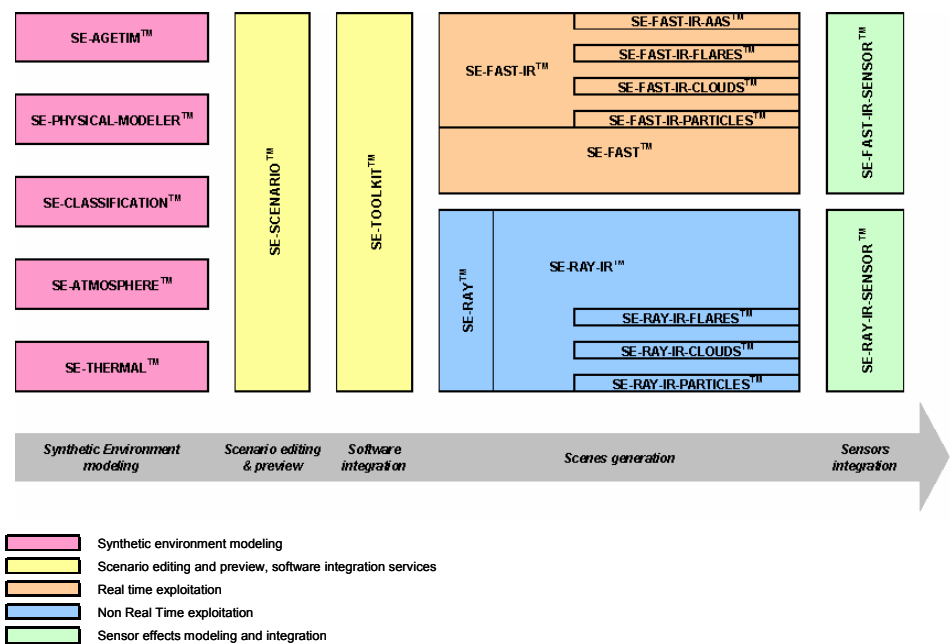 SE-AGETIM™
SE-PHYSICAL-MODELER™
SE-CLASSIFICATION™
SE-ATMOSPHERE™
SE-THERMAL™
SE-SCENARIO™
SE-TOOLKIT™
SE-FAST-IR™
SE-FAST-IR-AAS™
SE-FAST-IR-FLARES™
SE-FAST-IR-CLOUDS™
SE-FAST-IR-PARTICLES™
SE-FAST™
SE-RAY™
SE-RAY-IR™
SE-RAY-IR-FLARES™
SE-RAY-IR-CLOUDS™
SE-RAY-IR-PARTICLES™
SE-FAST-IR-SENSOR™
SE-RAY-IR-SENSOR™
Synthetic Environment
modeling
Scenario editing
& preview
Software
integration
Scenes generation
Sensors
integration
Synthetic environment modeling
Scenario editing and preview, software integration services
Real time exploitation
Non Real Time exploitation
Sensor effects modeling and integration